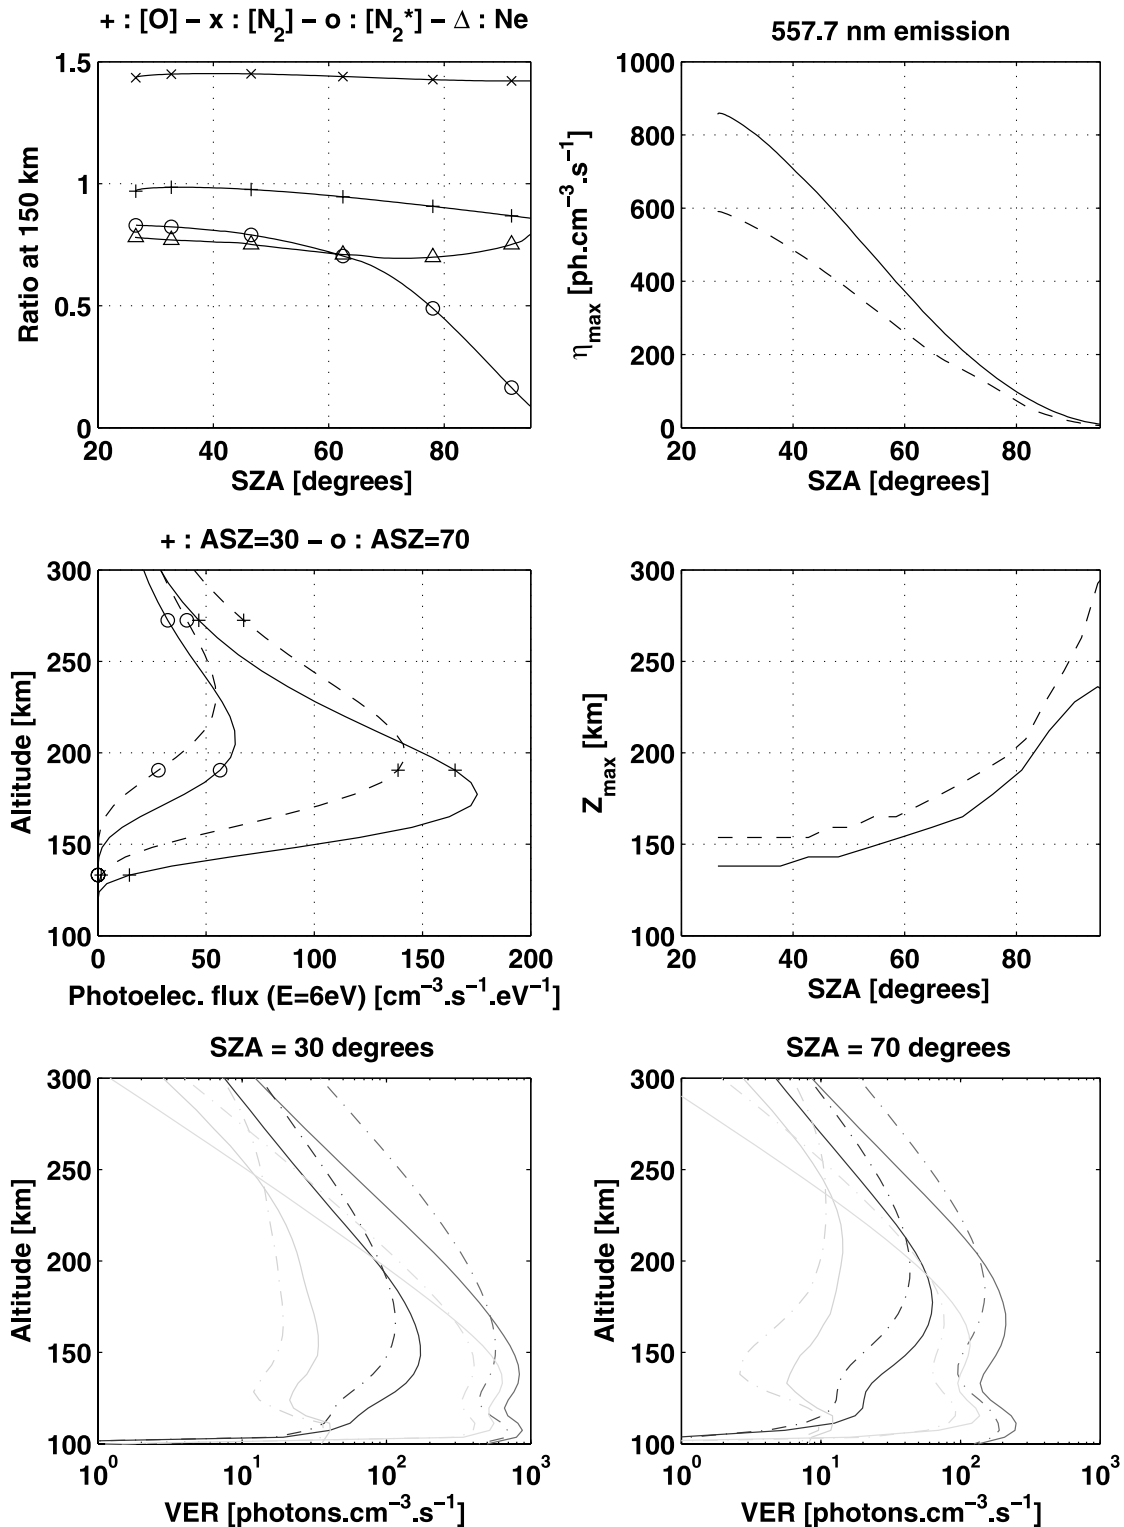 + : [O] – x : [N2] – o : [N2*] – Δ : Ne
1.5
1
0.5
0
Ratio at 150 km
20 40 60 80
SZA [degrees]
557.7 nm emission
1000
800
600
400
200
0
ηmax [ph.cm−3.s−1]
20 40 60 80
SZA [degrees]
+ : ASZ=30 – o : ASZ=70
300
250
200
150
100
Altitude [km]
0 50 100 150 200
Photoelec. flux (E=6eV) [cm−3.s−1.eV−1]
300
250
200
150
100
Zmax [km]
20 40 60 80
SZA [degrees]
SZA = 30 degrees
300
250
200
150
100
Altitude [km]
10^0 10^1 10^2 10^3
VER [photons.cm−3.s−1]
SZA = 70 degrees
300
250
200
150
100
Altitude [km]
10^0 10^1 10^2 10^3
VER [photons.cm−3.s−1]